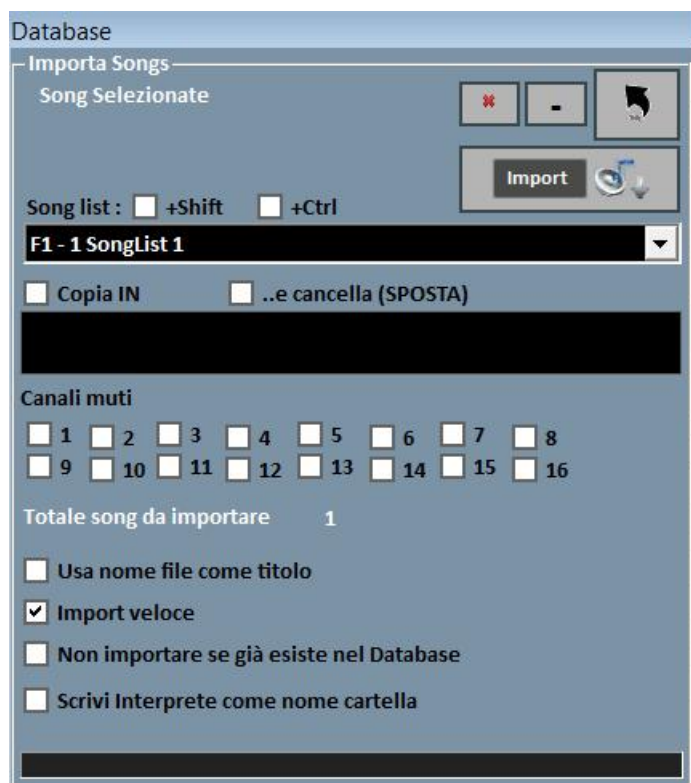 Database
Importa Songs
Song Selezionate
-
Import
Song list : +Shift +Ctrl
F1 - 1 SongList 1
Copia IN ..e cancella (SPOSTA)
Canali muti
1 2 3 4 5 6 7 8
9 10 11 12 13 14 15 16
Totale song da importare 1
Usa nome file come titolo
Import veloce
Non importare se già esiste nel Database
Scrivi Interprete come nome cartella